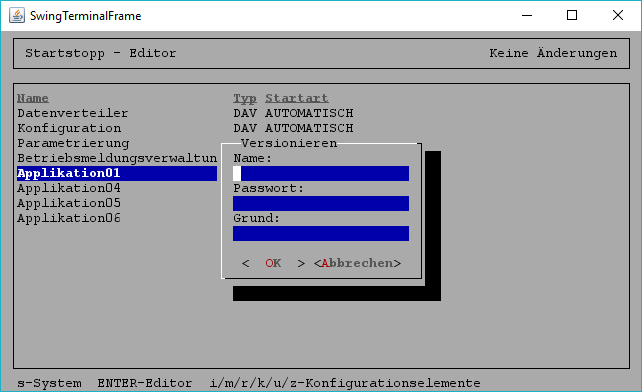 SwingTerminalFrame
Startstopp - Editor Keine Änderungen
Name Typ Startart
Datenverteiler DAV AUTOMATISCH
Konfiguration DAV AUTOMATISCH
Parametrierung
Betriebsmeldungsverwaltun
Applikation01
Applikation04
Applikation05
Applikation06
Versionieren
Name:
Passwort:
Grund:
< OK > <Abbrechen>
s-System ENTER-Editor i/m/r/k/u/z-Konfigurationselemente